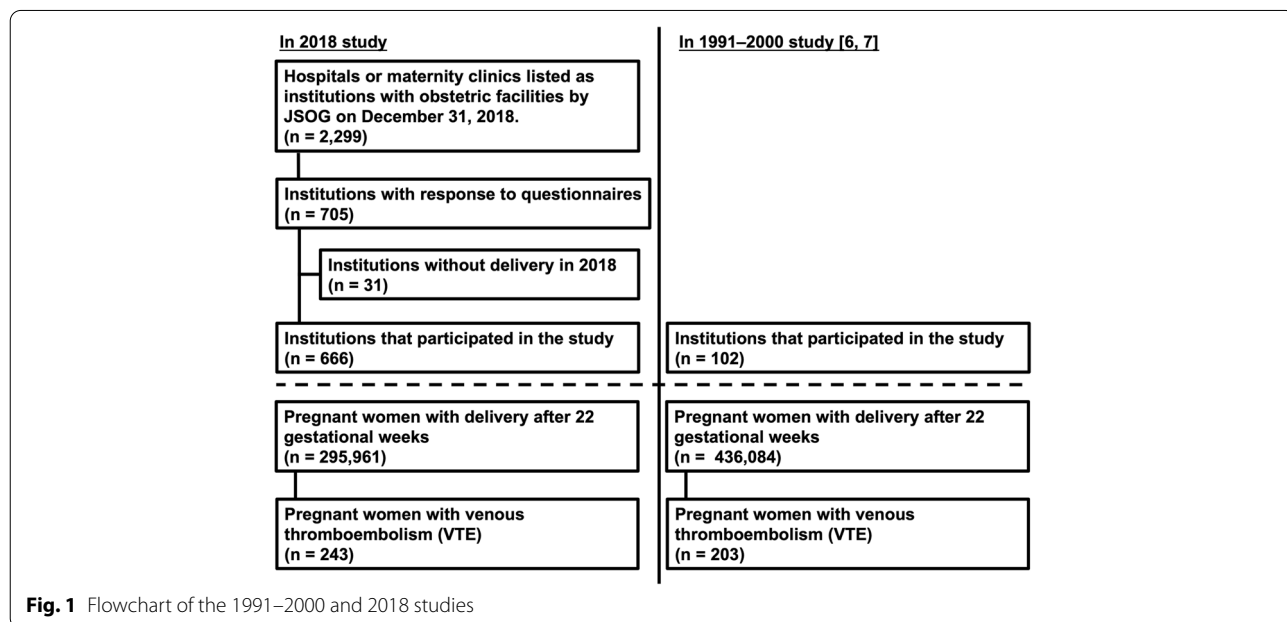 In 2018 study
Hospitals or maternity clinics listed as
institutions with obstetric facilities by
JSOG on December 31, 2018.
(n = 2,299)
Institutions with response to questionnaires
(n = 705)
Institutions without delivery in 2018
(n = 31)
Institutions that participated in the study
(n = 666)
Pregnant women with delivery after 22
gestational weeks
(n = 295,961)
Pregnant women with venous
thromboembolism (VTE)
(n = 243)
In 1991–2000 study [6, 7]
Institutions that participated in the study
(n = 102)
Pregnant women with delivery after 22
gestational weeks
(n = 436,084)
Pregnant women with venous
thromboembolism (VTE)
(n = 203)
Fig. 1 Flowchart of the 1991–2000 and 2018 studies